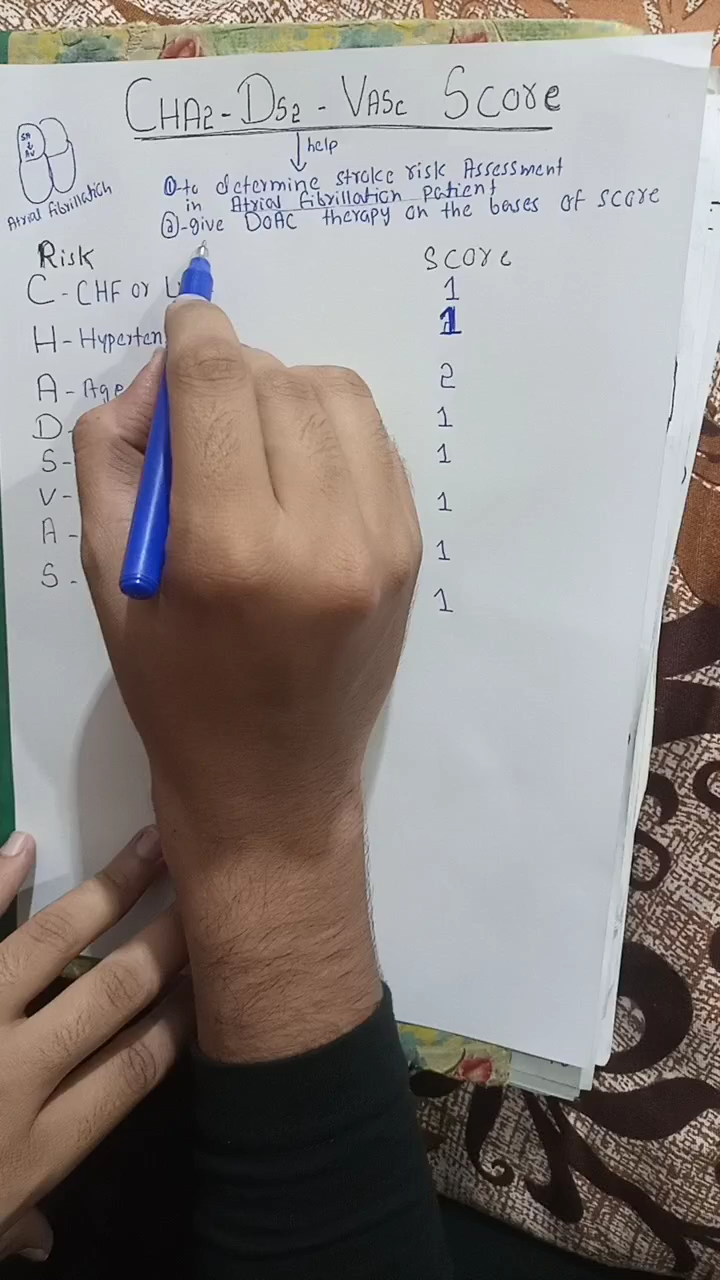 CHA2-DS2-VASc Score
help
SA
AV
Atrial fibrillation
①-to determine stroke risk Assessment
in Atrial fibrillation patient
②-give DOAC therapy on the bases of score
Risk Score
C - CHF or 1
H - Hyperten 1
A - Age 2
D - 1
S - 1
V - 1
A - 1
S - 1